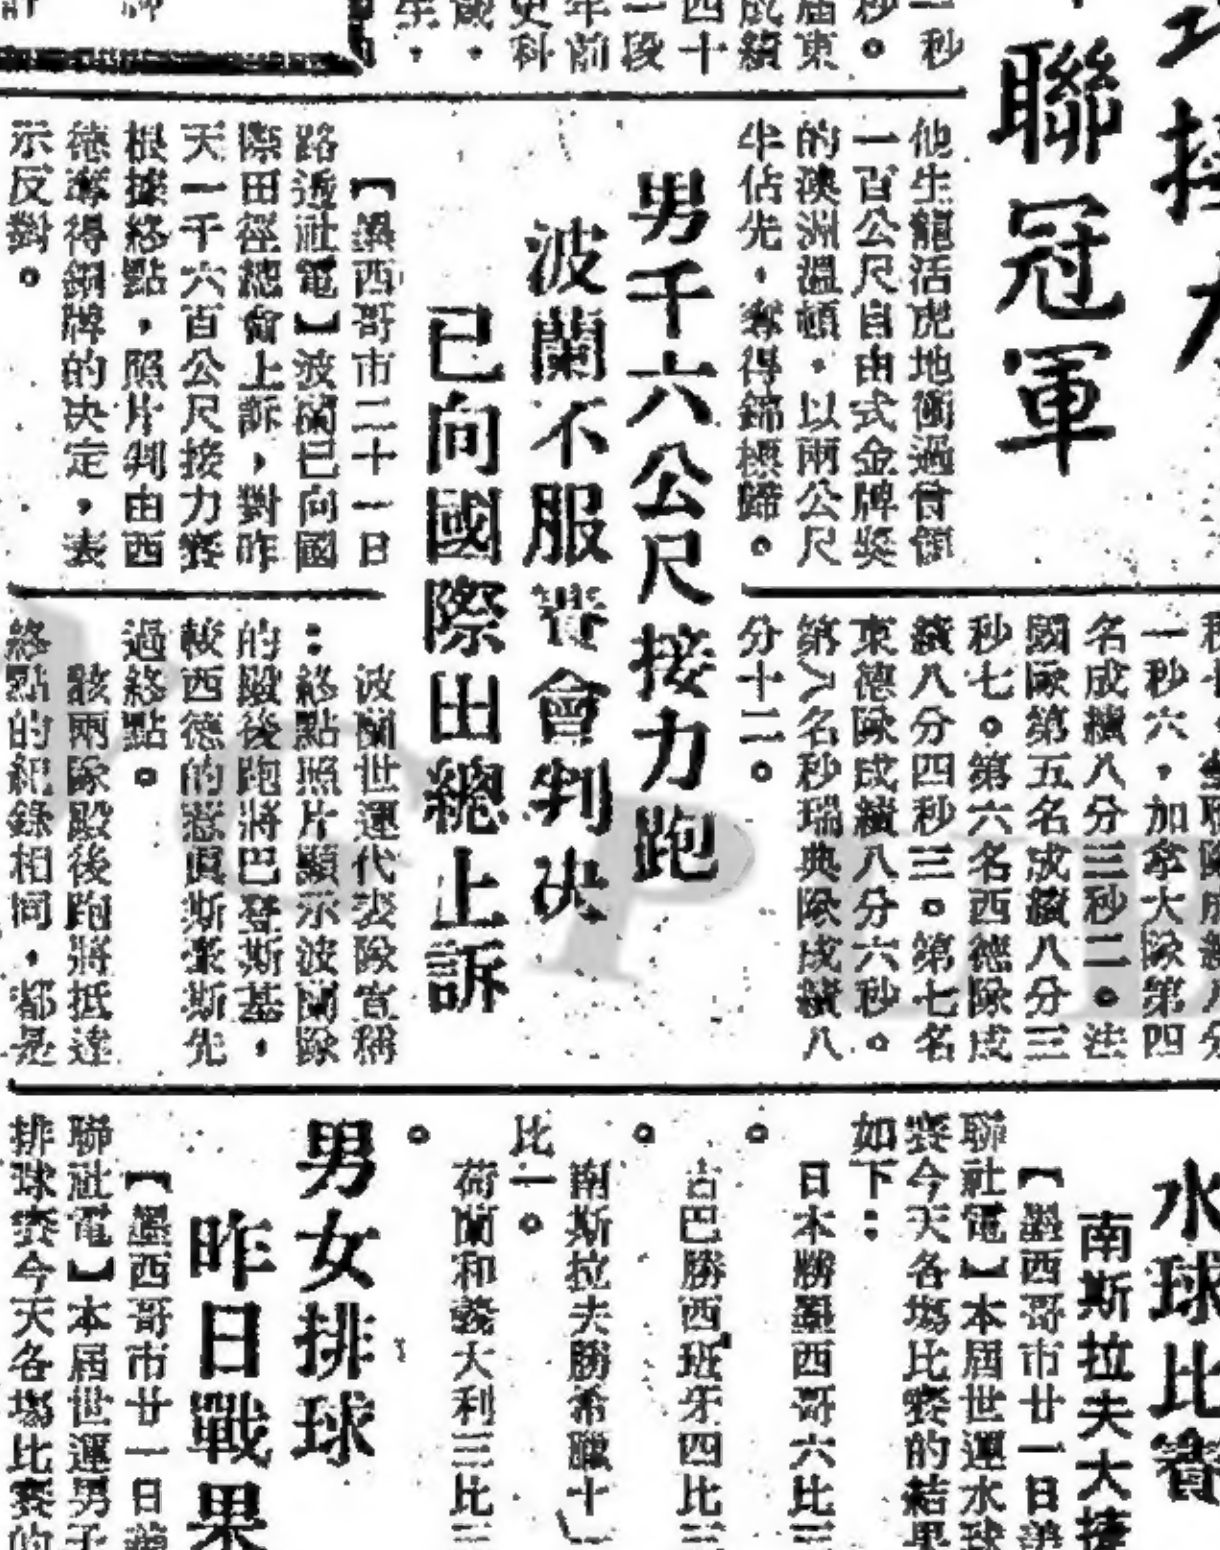 聯冠軍
他生龍活虎地衝過曾領
一百公尺自由式金牌獎
的澳洲溫頓，以兩公尺
半佔先，奪得錦標歸。
一秒六，加拿大隊第四
名成績八分三秒二。法
國隊第五名成績八分三
秒七。第六名西德隊成
績八分四秒三。第七名
東德隊成績八分六秒。
第八名秒瑞典隊成績八
分十二。
男千六公尺接力跑
波蘭不服賽會判決
已向國際田總上訴
【墨西哥市二十一日
路透社電】波蘭已向國
際田徑總會上訴，對昨
天一千六百公尺接力賽
根據終點，照片判由西
德奪得銅牌的決定，表
示反對。
波蘭世運代表隊宣稱
：終點照片顯示波蘭隊
的殿後跑將巴登斯基，
較西德的
斯先
過終點。
該兩隊殿後跑將抵達
終點的紀錄相同，都是
水球比賽
南斯拉夫大捷
【墨西哥市廿一日美
聯社電】本屆世運水球
賽今天各場比賽的結果
如下：
日本勝墨西哥六比三
。
古巴勝西班牙四比三
。
南斯拉夫勝希臘十
比一。
荷蘭和義大利三比三
。
男女排球
昨日戰果
【墨西哥市廿一日
聯社電】本屆世運男子
排球賽今天各場比賽的